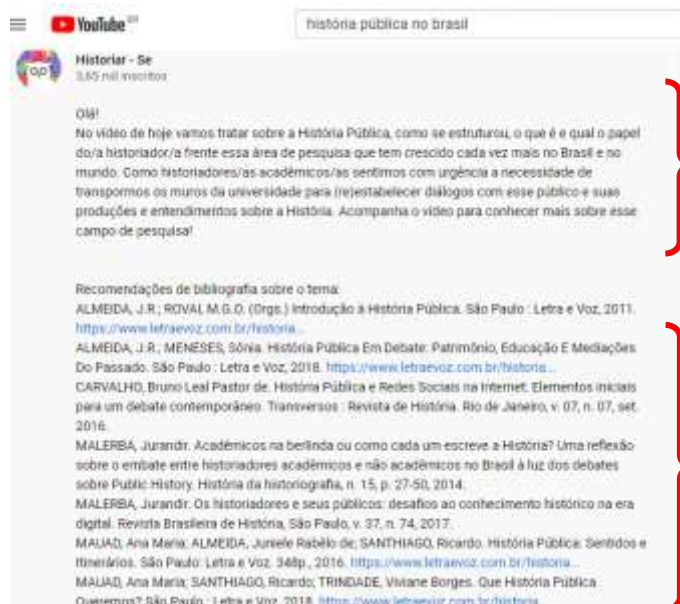 YouTube BR
história pública no brasil
Historiar - Se
3,65 mil inscritos
Olá!
No vídeo de hoje vamos tratar sobre a História Pública, como se estruturou, o que é e qual o papel
do/a historiador/a frente essa área de pesquisa que tem crescido cada vez mais no Brasil e no
mundo. Como historiadores/as acadêmicos/as sentimos com urgência a necessidade de
transpormos os muros da universidade para (re)estabelecer diálogos com esse público e suas
produções e entendimentos sobre a História. Acompanha o vídeo para conhecer mais sobre esse
campo de pesquisa!
Recomendações de bibliografia sobre o tema:
ALMEIDA, J.R.; ROVAI, M.G.O. (Orgs.) Introdução à História Pública. São Paulo : Letra e Voz, 2011.
https://www.letraevoz.com.br/historia...
ALMEIDA, J.R., MENESES, Sônia. História Pública Em Debate: Patrimônio, Educação E Mediações
Do Passado. São Paulo : Letra e Voz, 2018. https://www.letraevoz.com.br/historia...
CARVALHO, Bruno Leal Pastor de. História Pública e Redes Sociais na Internet: Elementos iniciais
para um debate contemporâneo. Transversos : Revista de História. Rio de Janeiro, v. 07, n. 07, set.
2016.
MALERBA, Jurandir. Acadêmicos na berlinda ou como cada um escreve a História? Uma reflexão
sobre o embate entre historiadores acadêmicos e não acadêmicos no Brasil à luz dos debates
sobre Public History. História da historiografia, n. 15, p. 27-50, 2014.
MALERBA, Jurandir. Os historiadores e seus públicos: desafios ao conhecimento histórico na era
digital. Revista Brasileira de História, São Paulo, v. 37, n. 74, 2017.
MAUAD, Ana Maria; ALMEIDA, Juniele Rabêlo de; SANTHIAGO, Ricardo. História Pública: Sentidos e
Itinerários. São Paulo: Letra e Voz. 348p., 2016. https://www.letraevoz.com.br/historia...
MAUAD, Ana Maria; SANTHIAGO, Ricardo; TRINDADE, Viviane Borges. Que História Pública
Queremos? São Paulo : Letra e Voz, 2018. https://www.letraevoz.com.br/historia...